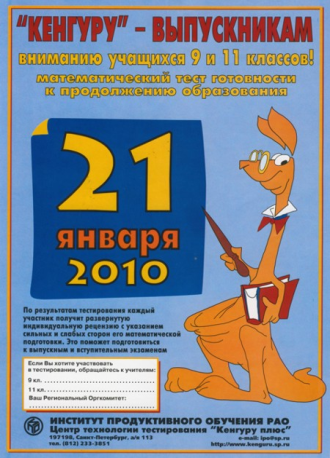 "КЕНГУРУ" – ВЫПУСКНИКАМ
вниманию учащихся 9 и 11 классов!
математический тест готовности
к продолжению образования
21
января
2010
По результатам тестирования каждый
участник получит развернутую
индивидуальную рецензию с указанием
сильных и слабых сторон его математической
подготовки. Это поможет подготовиться
к выпускным и вступительным экзаменам
Если Вы хотите участвовать
в тестировании, обращайтесь к учителям:
9 кл.
11 кл.
Ваш Региональный Оргкомитет:
ИНСТИТУТ ПРОДУКТИВНОГО ОБУЧЕНИЯ РАО
Центр технологии тестирования "Кенгуру плюс"
197198, Санкт-Петербург, а/я 113
e-mail: ipo@sp.ru
тел. (812) 233-3851
http://www.kenguru.sp.ru